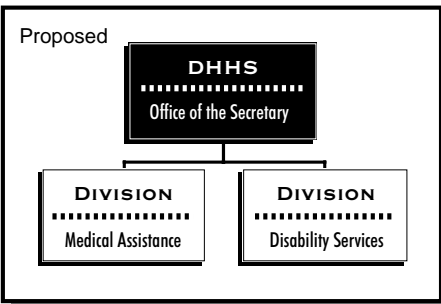 Proposed
DHHS
Office of the Secretary
DIVISION
Medical Assistance
DIVISION
Disability Services